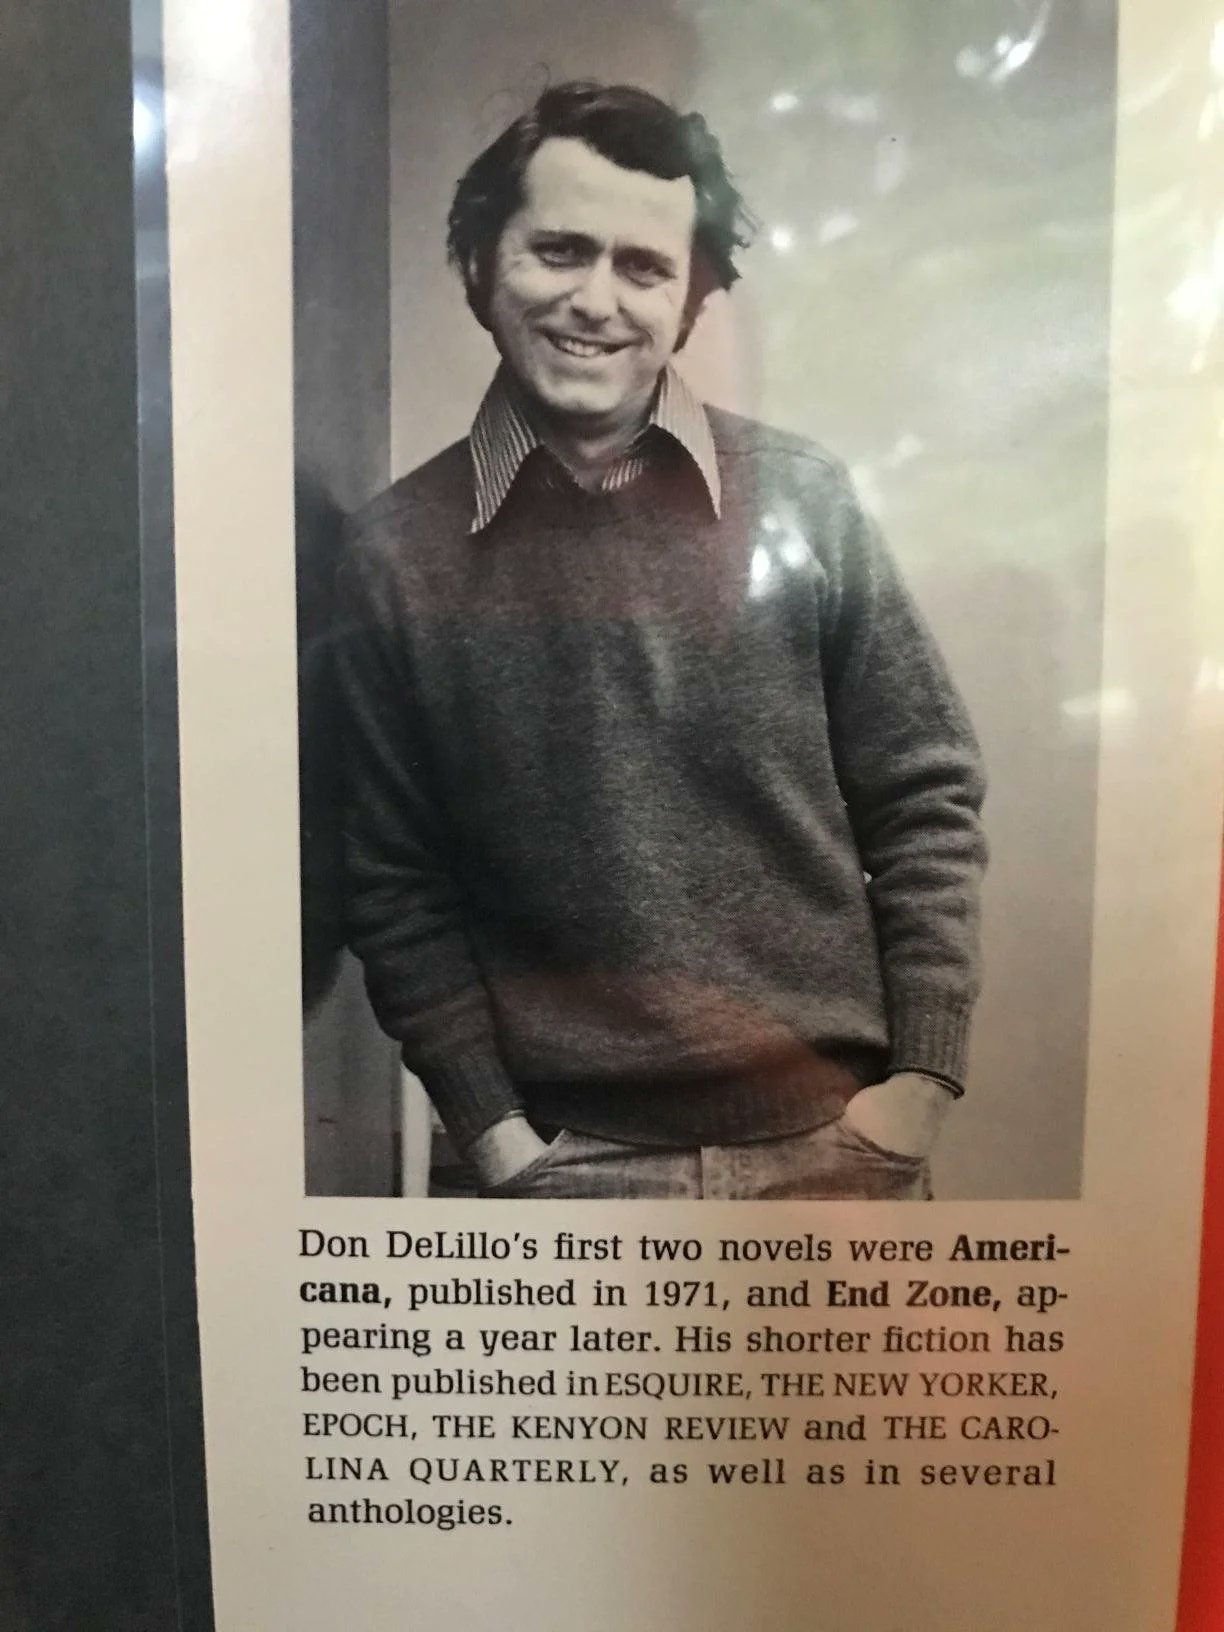 Don DeLillo's first two novels were Ameri-
cana, published in 1971, and End Zone, ap-
pearing a year later. His shorter fiction has
been published in ESQUIRE, THE NEW YORKER,
EPOCH, THE KENYON REVIEW and THE CARO-
LINA QUARTERLY, as well as in several
anthologies.